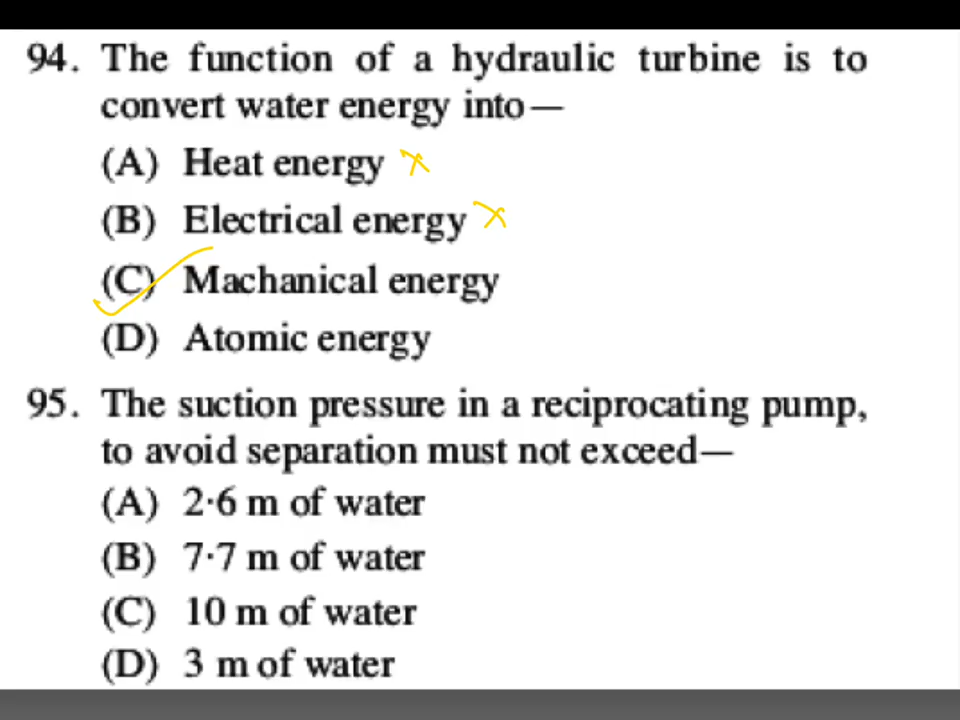 94. The function of a hydraulic turbine is to
convert water energy into—
(A) Heat energy
(B) Electrical energy
(C) Machanical energy
(D) Atomic energy
95. The suction pressure in a reciprocating pump,
to avoid separation must not exceed—
(A) 2·6 m of water
(B) 7·7 m of water
(C) 10 m of water
(D) 3 m of water